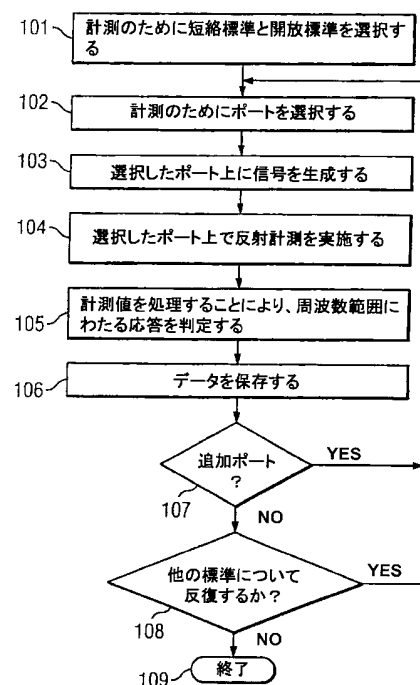 101
計測のために短絡標準と開放標準を選択す
る
102
計測のためにポートを選択する
103
選択したポート上に信号を生成する
104
選択したポート上で反射計測を実施する
105
計測値を処理することにより、周波数範囲に
わたる応答を判定する
106
データを保存する
追加ポート
?
YES
107
NO
他の標準について
反復するか?
YES
108
NO
109
終了